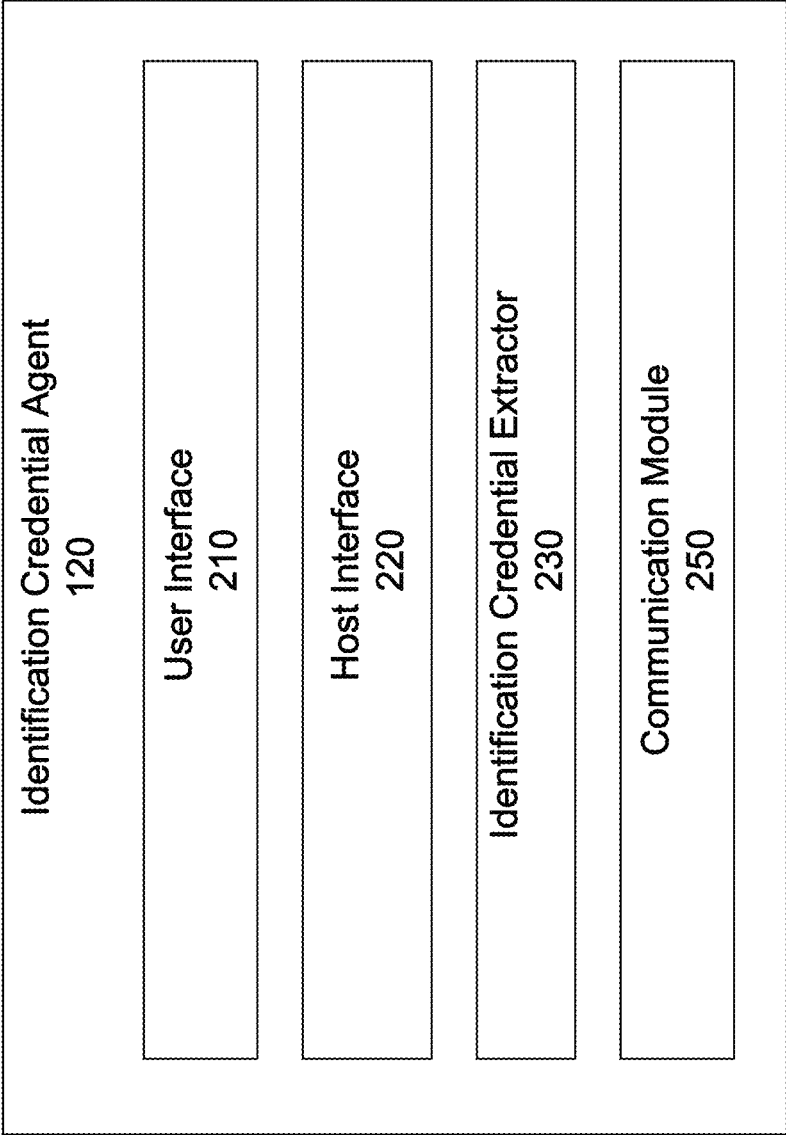 Identification Credential Agent
120
User Interface
210
Host Interface
220
Identification Credential Extractor
230
Communication Module
250